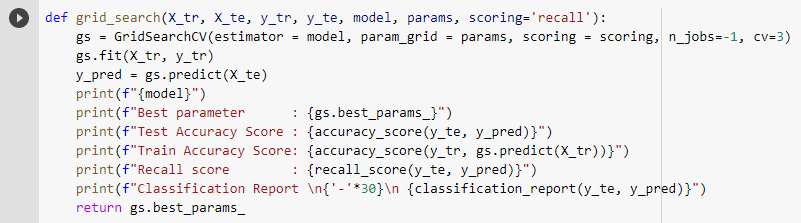 def grid_search(X_tr, X_te, y_tr, y_te, model, params, scoring='recall'):
    gs = GridSearchCV(estimator = model, param_grid = params, scoring = scoring, n_jobs=-1, cv=3)
    gs.fit(X_tr, y_tr)
    y_pred = gs.predict(X_te)
    print(f"{model}")
    print(f"Best parameter      : {gs.best_params_}")
    print(f"Test Accuracy Score : {accuracy_score(y_te, y_pred)}")
    print(f"Train Accuracy Score: {accuracy_score(y_tr, gs.predict(X_tr))}")
    print(f"Recall score        : {recall_score(y_te, y_pred)}")
    print(f"Classification Report \n{'-'*30}\n {classification_report(y_te, y_pred)}")
    return gs.best_params_